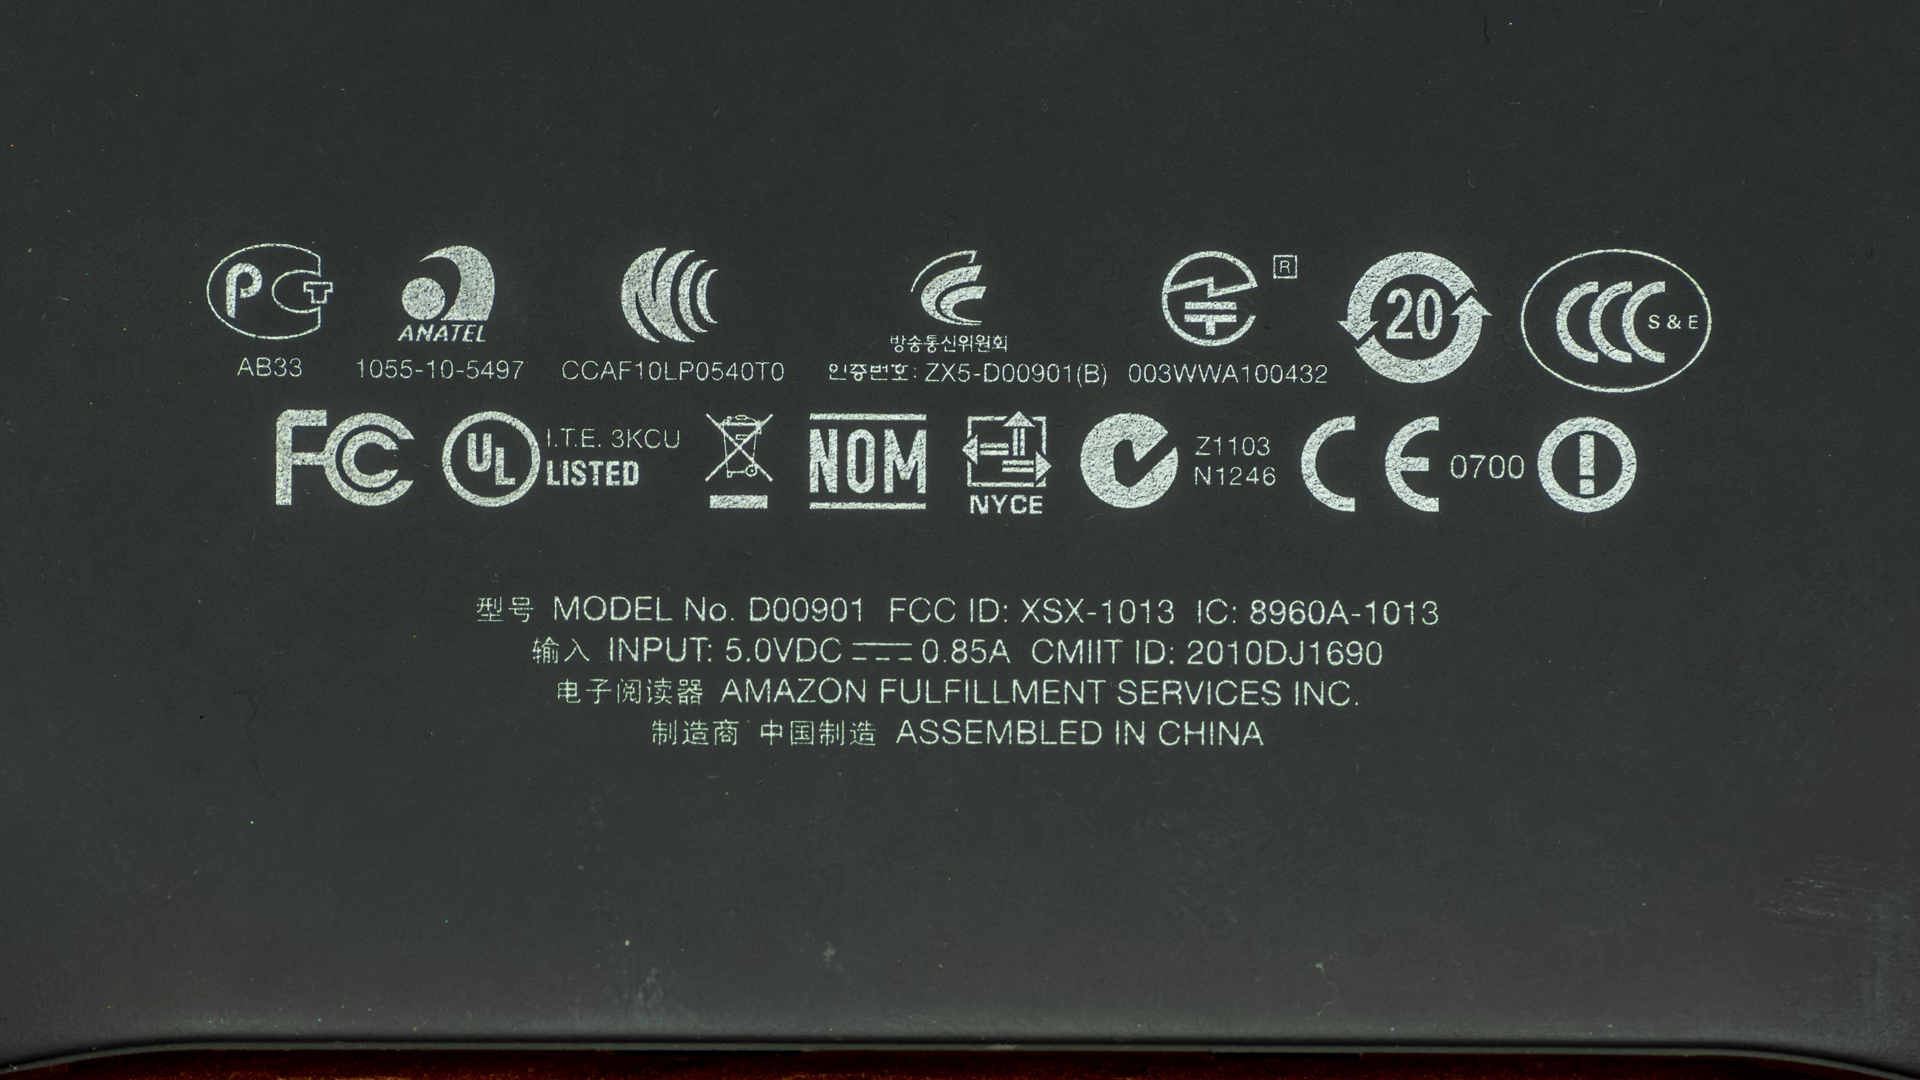 PCT ANATEL NCC R 20 CCC S & E
방송통신위원회
AB33 1055-10-5497 CCAF10LP0540T0 인증번호: ZX5-D00901(B) 003WWA100432
FC UL I.T.E. 3KCU LISTED NOM NYCE Z1103 N1246 CE 0700
型号 MODEL No. D00901 FCC ID: XSX-1013 IC: 8960A-1013
输入 INPUT: 5.0VDC 0.85A CMIIT ID: 2010DJ1690
电子阅读器 AMAZON FULFILLMENT SERVICES INC.
制造商 中国制造 ASSEMBLED IN CHINA